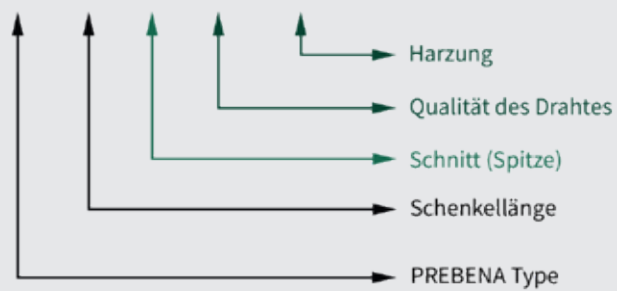 Harzung
Qualität des Drahtes
Schnitt (Spitze)
Schenkellänge
PREBENA Type